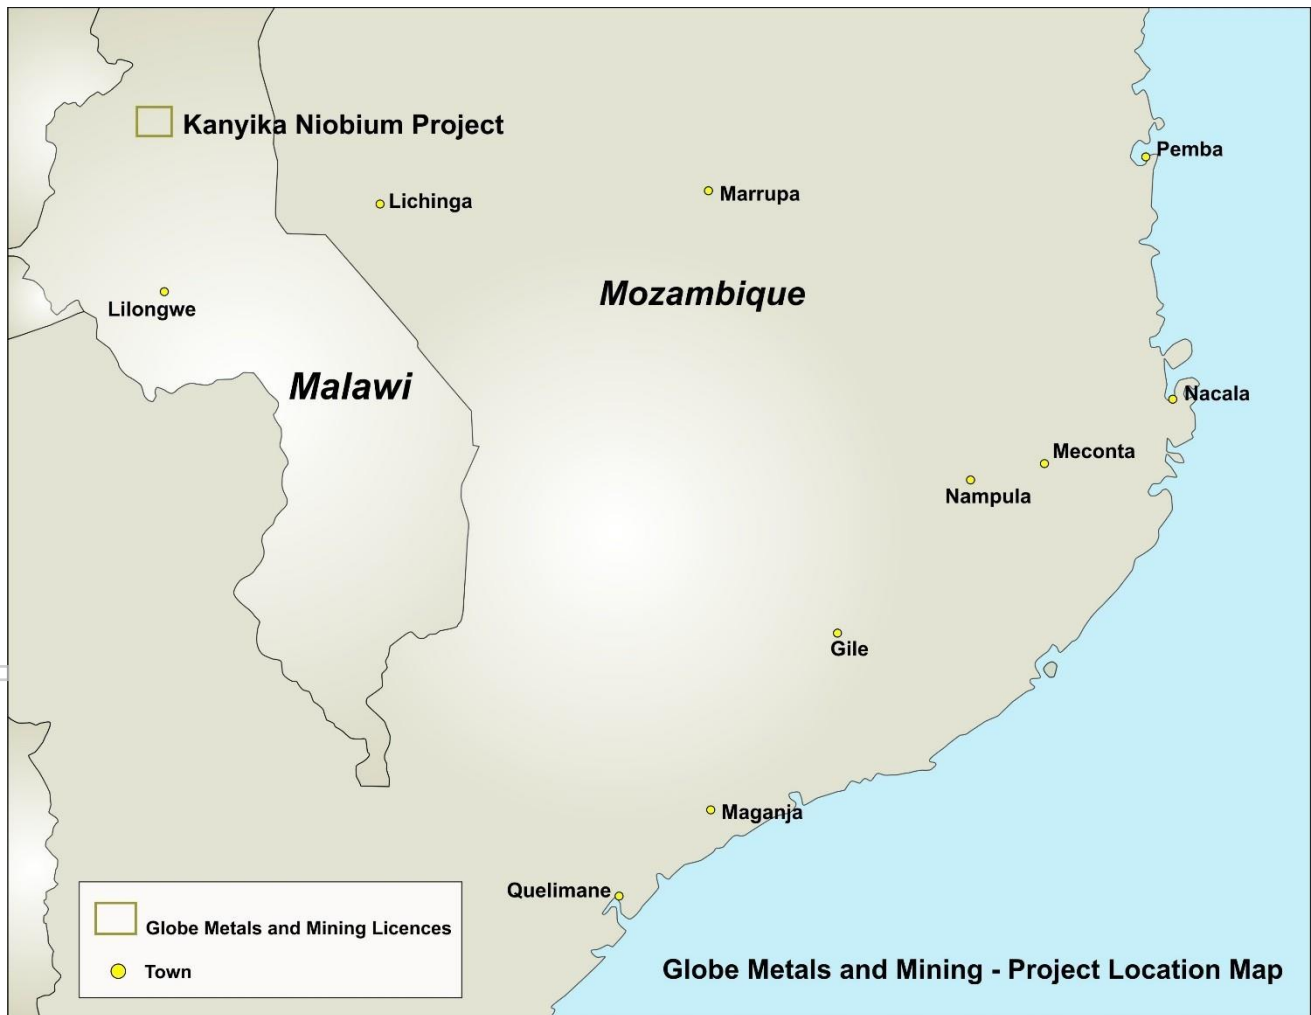 Kanyika Niobium Project
Pemba
Lichinga
Marrupa
Mozambique
Lilongwe
Malawi
Nacala
Meconta
Nampula
Gile
Maganja
Quelimane
Globe Metals and Mining Licences
Town
Globe Metals and Mining - Project Location Map